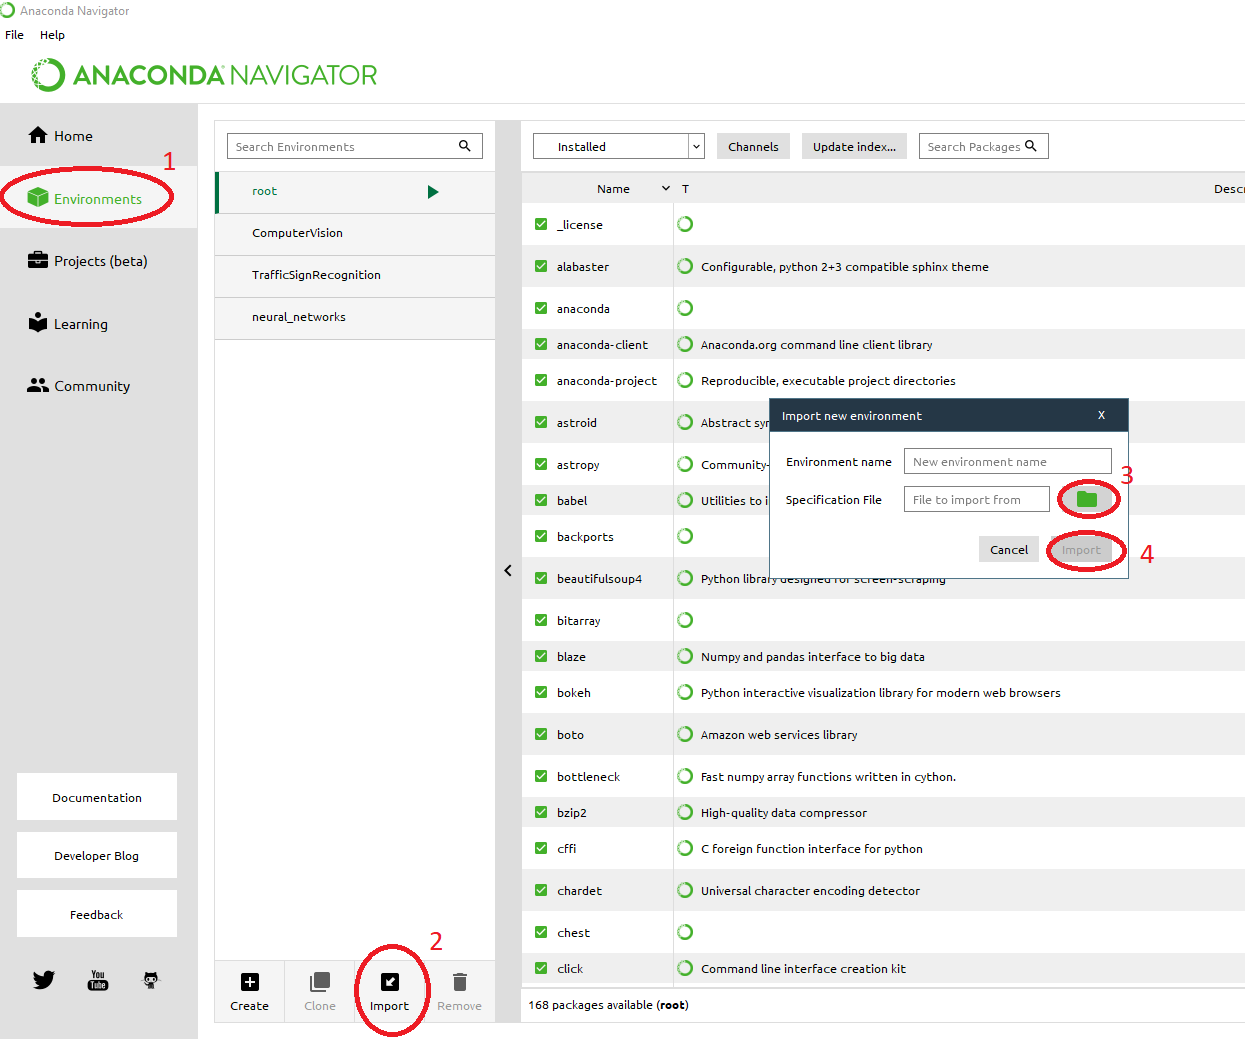 Anaconda Navigator
File Help
ANACONDA NAVIGATOR
Home
1
Environments
Projects (beta)
Learning
Community
Documentation
Developer Blog
Feedback
You Tube
Search Environments
root
ComputerVision
TrafficSignRecognition
neural_networks
2
Create Clone Import Remove
Installed Channels Update index... Search Packages
Name T Descr
_license
alabaster Configurable, python 2+3 compatible sphinx theme
anaconda
anaconda-client Anaconda.org command line client library
anaconda-project Reproducible, executable project directories
astroid Abstract syn
astropy Community-
babel Utilities to i
backports
beautifulsoup4 Python library designed for screen-scraping
bitarray
blaze Numpy and pandas interface to big data
bokeh Python interactive visualization library for modern web browsers
boto Amazon web services library
bottleneck Fast numpy array functions written in cython.
bzip2 High-quality data compressor
cffi C foreign function interface for python
chardet Universal character encoding detector
chest
click Command line interface creation kit
168 packages available (root)
Import new environment X
Environment name New environment name
3
Specification File File to import from
Cancel Import 4